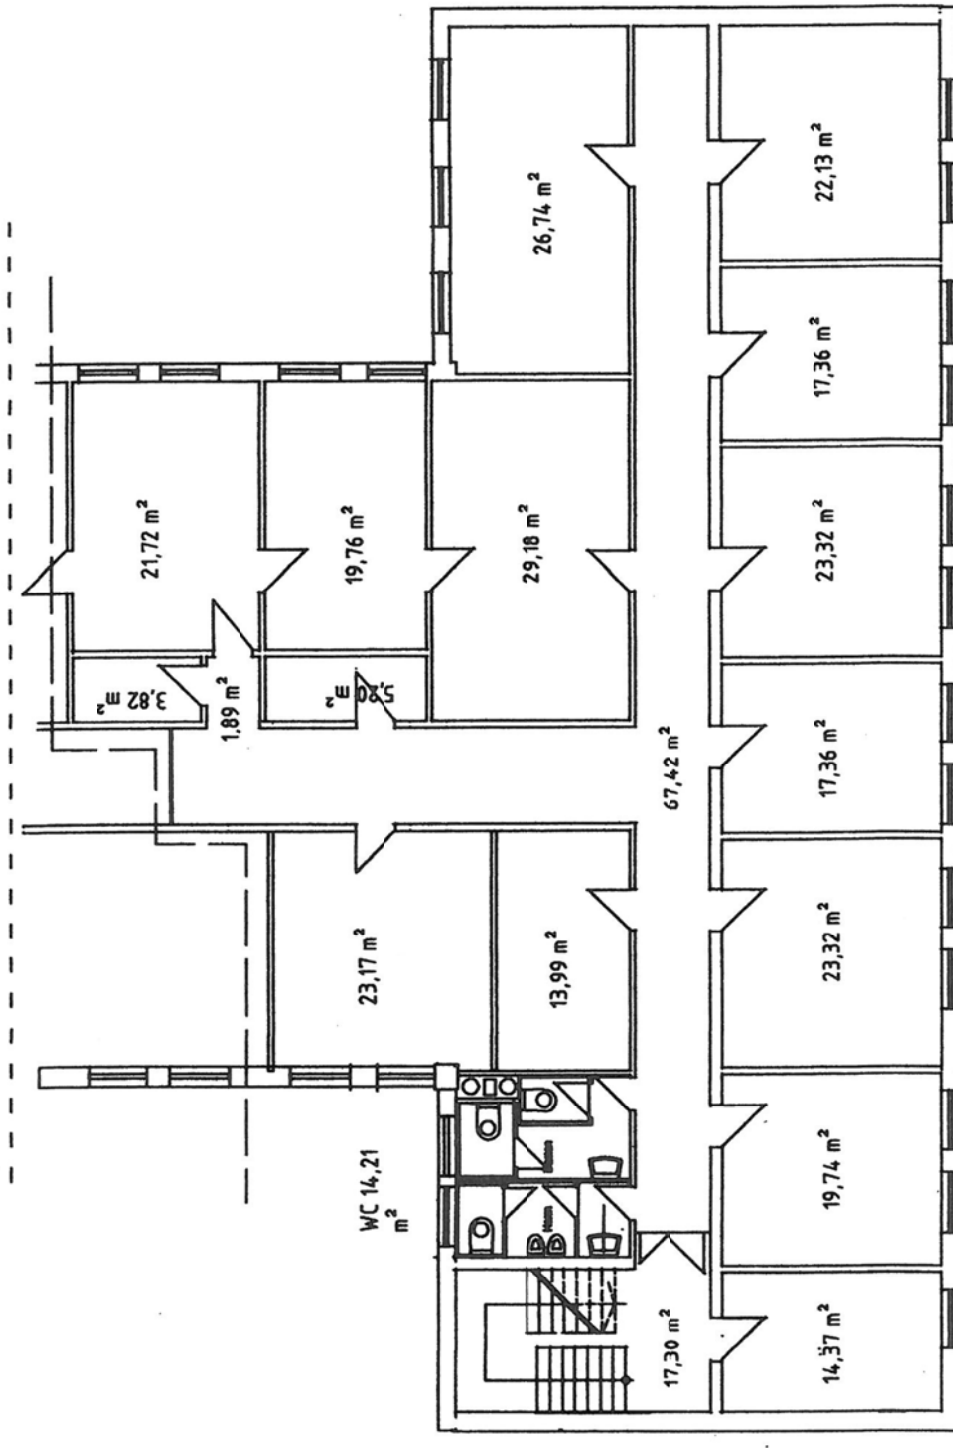 22,13 m²
26,74 m²
17,36 m²
21,72 m²
19,76 m²
29,18 m²
23,32 m²
3,82 m²
1.89 m²
5,20 m²
67,42 m²
17,36 m²
23,17 m²
13,99 m²
23,32 m²
WC 14,21
m²
19,74 m²
17,30 m²
14,37 m²